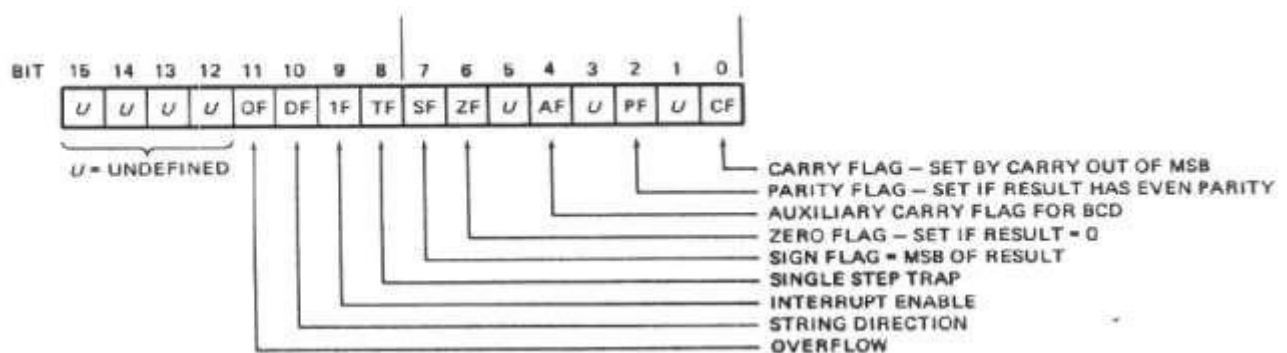 BIT 15 14 13 12 11 10 9 8 7 6 5 4 3 2 1 0
U U U U OF DF 1F TF SF ZF U AF U PF U CF
U = UNDEFINED
CARRY FLAG – SET BY CARRY OUT OF MSB
PARITY FLAG – SET IF RESULT HAS EVEN PARITY
AUXILIARY CARRY FLAG FOR BCD
ZERO FLAG – SET IF RESULT = 0
SIGN FLAG = MSB OF RESULT
SINGLE STEP TRAP
INTERRUPT ENABLE
STRING DIRECTION
OVERFLOW